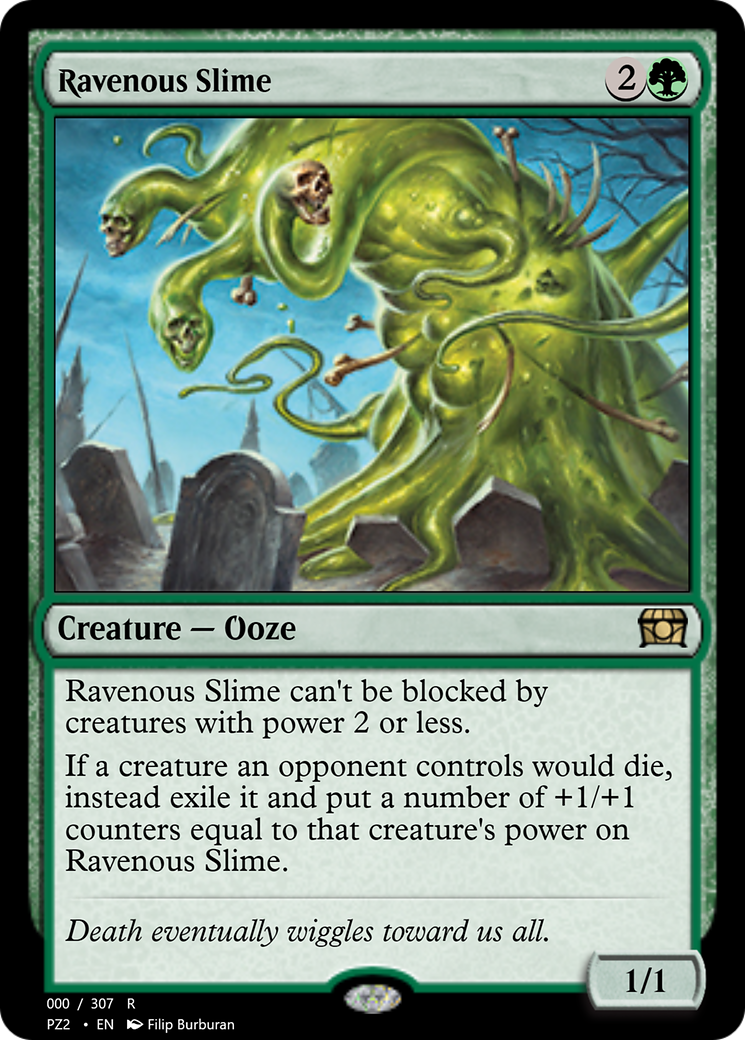 Ravenous Slime 2
Creature — Ooze
Ravenous Slime can't be blocked by
creatures with power 2 or less.
If a creature an opponent controls would die,
instead exile it and put a number of +1/+1
counters equal to that creature's power on
Ravenous Slime.
Death eventually wiggles toward us all.
1/1
000 / 307 R
PZ2 • EN Filip Burburan